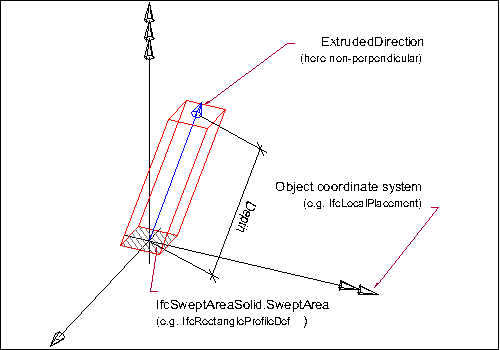 ExtrudedDirection
(here non-perpendicular)
Object coordinate system
(e.g. IfcLocalPlacement)
Depth
IfcSweptAreaSolid.SweptArea
(e.g. IfcRectangleProfileDef )